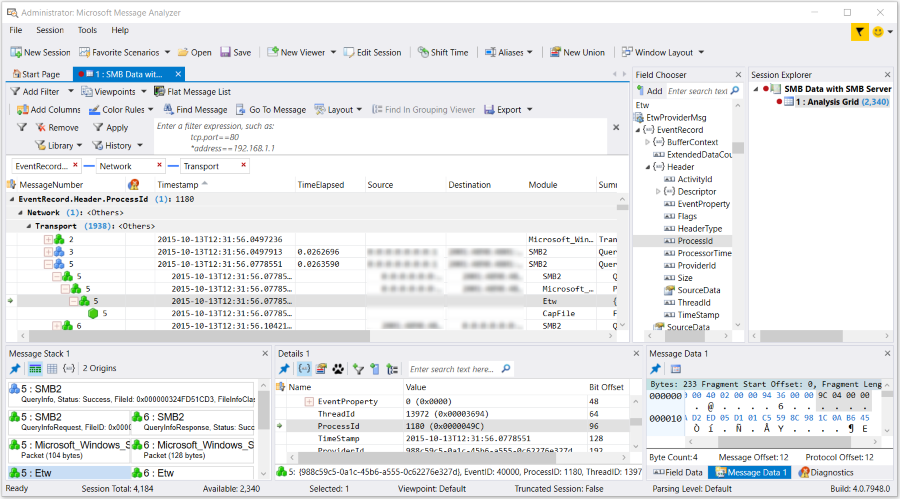 Administrator: Microsoft Message Analyzer
File Session Tools Help
New Session Favorite Scenarios Open Save New Viewer Edit Session Shift Time Aliases New Union Window Layout
Start Page 1 : SMB Data wit...
Add Filter Viewpoints Flat Message List
Add Columns Color Rules Find Message Go To Message Layout Find In Grouping Viewer Export
Remove Apply
Library History
Enter a filter expression, such as:
tcp.port==80
*address==192.168.1.1
EventRecord... Network Transport
MessageNumber Timestamp TimeElapsed Source Destination Module Sumr
EventRecord.Header.ProcessId (1): 1180
Network (1): <Others>
Transport (1938): <Others>
2 2015-10-13T12:31:56.0497236 Microsoft_Win... Tran
3 2015-10-13T12:31:56.0497913 0.0262696 SMB2 Quer
5 2015-10-13T12:31:56.0778551 0.0263590 SMB2 Quer
5 2015-10-13T12:31:56.07785... SMB2 Q
5 2015-10-13T12:31:56.07785... Microsoft_... P
5 2015-10-13T12:31:56.07785... Etw {
5 2015-10-13T12:31:56.07785... CapFile F
6 2015-10-13T12:31:56.10421... SMB2 Q
Field Chooser
Add Enter search text
Etw
EtwProviderMsg
EventRecord
BufferContext
ExtendedDataCou
Header
ActivityId
Descriptor
EventProperty
Flags
HeaderType
ProcessId
ProcessorTime
ProviderId
Size
SourceData
ThreadId
TimeStamp
SourceData
Session Explorer
SMB Data with SMB Server
1 : Analysis Grid (2,340)
Message Stack 1
2 Origins
5 : SMB2
QueryInfo, Status: Success, FileId: 0x000000324FD51CD3, FileInfoClas
5 : SMB2 6 : SMB2
QueryInfoRequest, FileId: 0x0000 QueryInfoResponse, Status: Succ
5 : Microsoft_Windows_S 6 : Microsoft_Windows_S
Packet (104 bytes) Packet (128 bytes)
5 : Etw 6 : Etw
Details 1
Enter search text here...
Name Value Bit Offset
EventProperty 0 (0x0000) 48
ThreadId 13972 (0x00003694) 64
ProcessId 1180 (0x0000049C) 96
TimeStamp 2015-10-13T12:31:56.0778551 128
ProviderId 988c59c5-0a1c-45b6-a555-0c62276e327d 192
5: {988c59c5-0a1c-45b6-a555-0c62276e327d}, EventID: 40000, ProcessID: 1180, ThreadID: 1397
Message Data 1
Bytes: 233 Fragment Start Offset: 0, Fragment Leng
000000 00 40 02 00 00 94 36 00 00 9C 04 00 00
Byte Count:4 Message Offset:12 Protocol Offset:12
Field Data Message Data 1 Diagnostics
Ready Session Total: 4,184 Available: 2,340 Selected: 1 Viewpoint: Default Truncated Session: False Parsing Level: Default Build: 4.0.7948.0